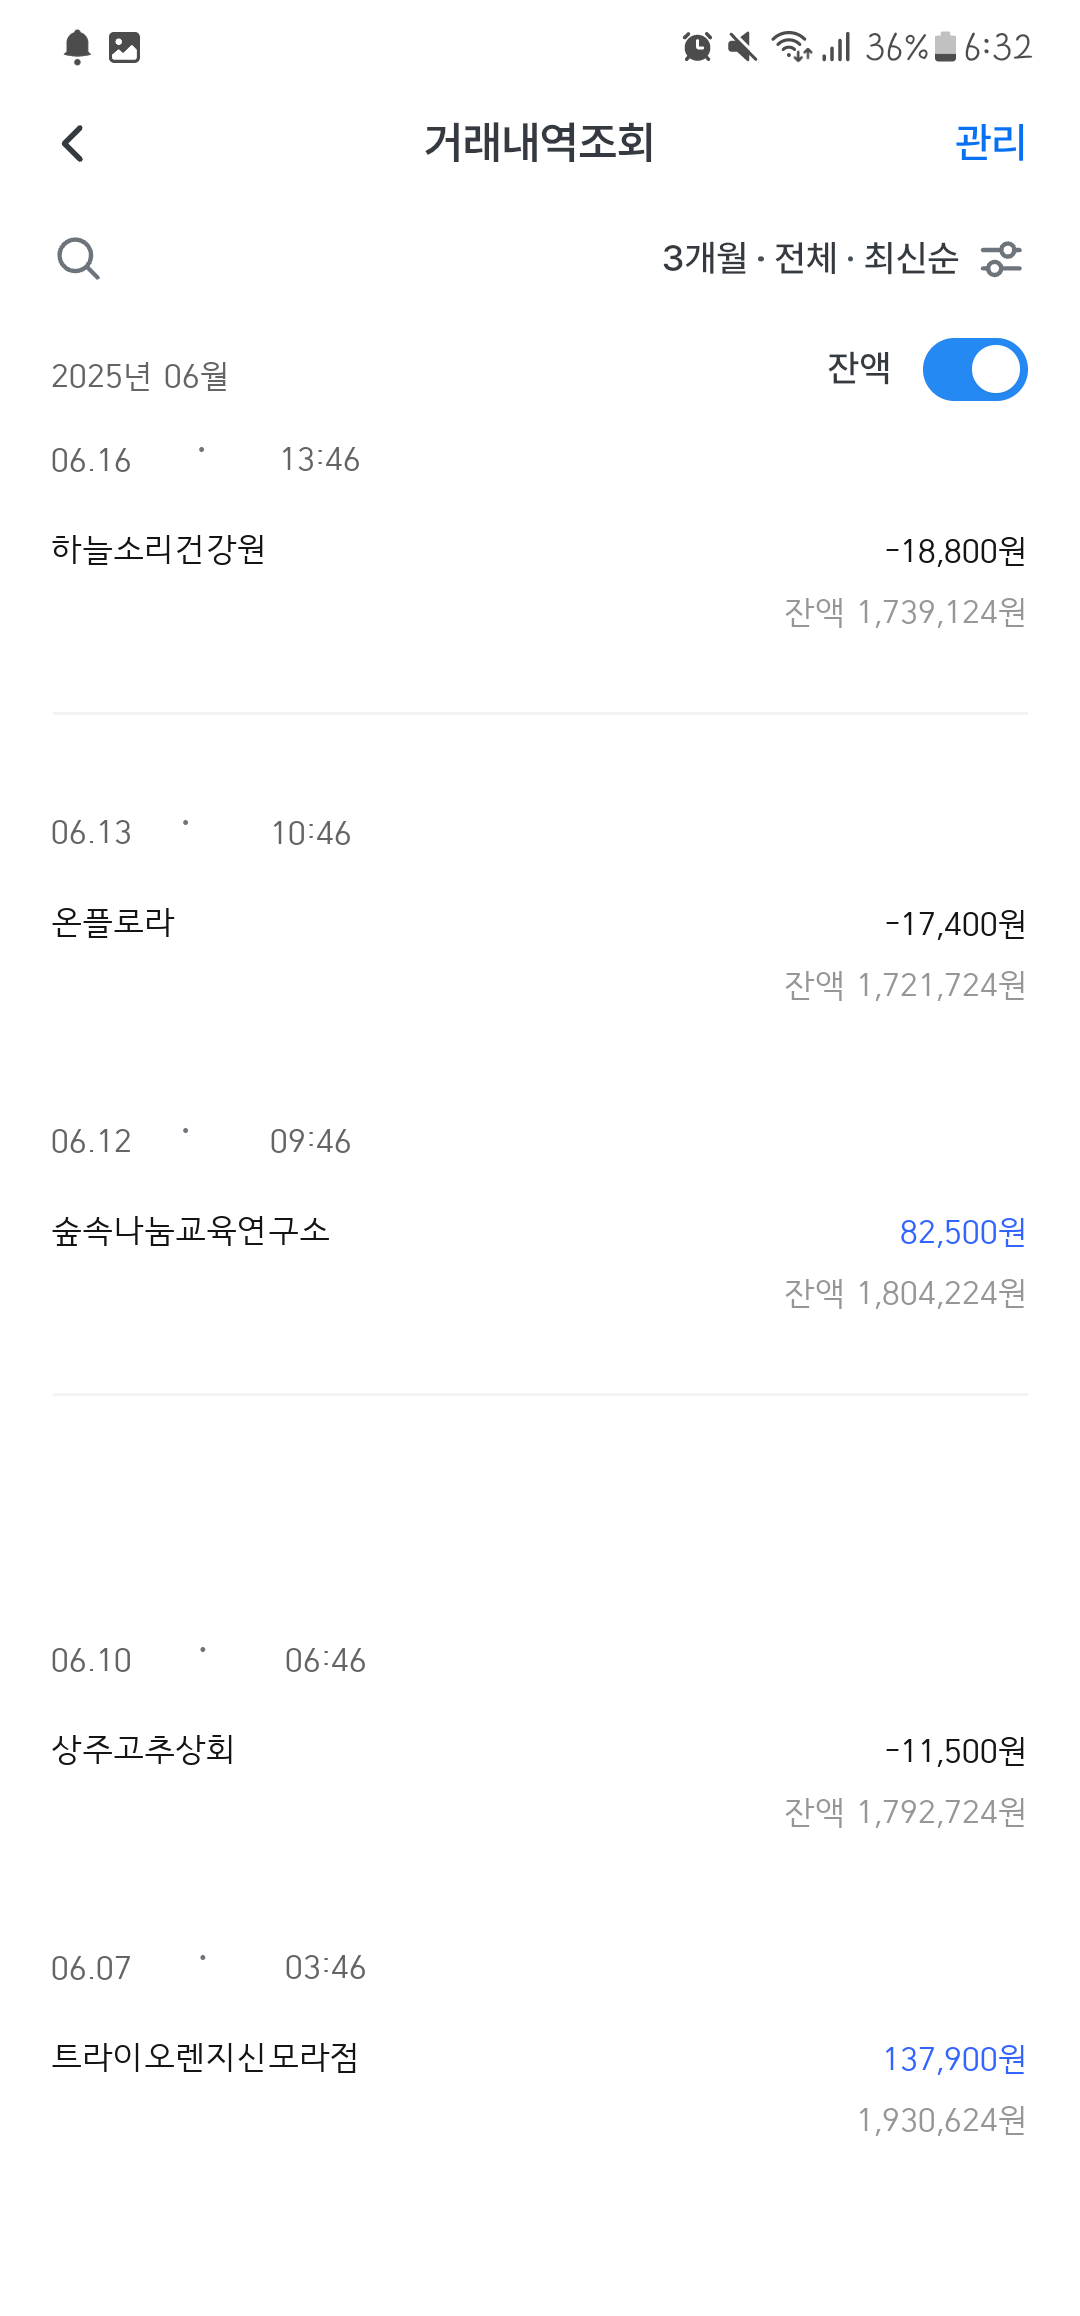 36% 6:32
거래내역조회 관리
3개월 · 전체 · 최신순
2025년 06월 잔액
06.16 · 13:46
하늘소리건강원 -18,800원
잔액 1,739,124원
06.13 · 10:46
온플로라 -17,400원
잔액 1,721,724원
06.12 · 09:46
숲속나눔교육연구소 82,500원
잔액 1,804,224원
06.10 · 06:46
상주고추상회 -11,500원
잔액 1,792,724원
06.07 · 03:46
트라이오렌지신모라점 137,900원
1,930,624원